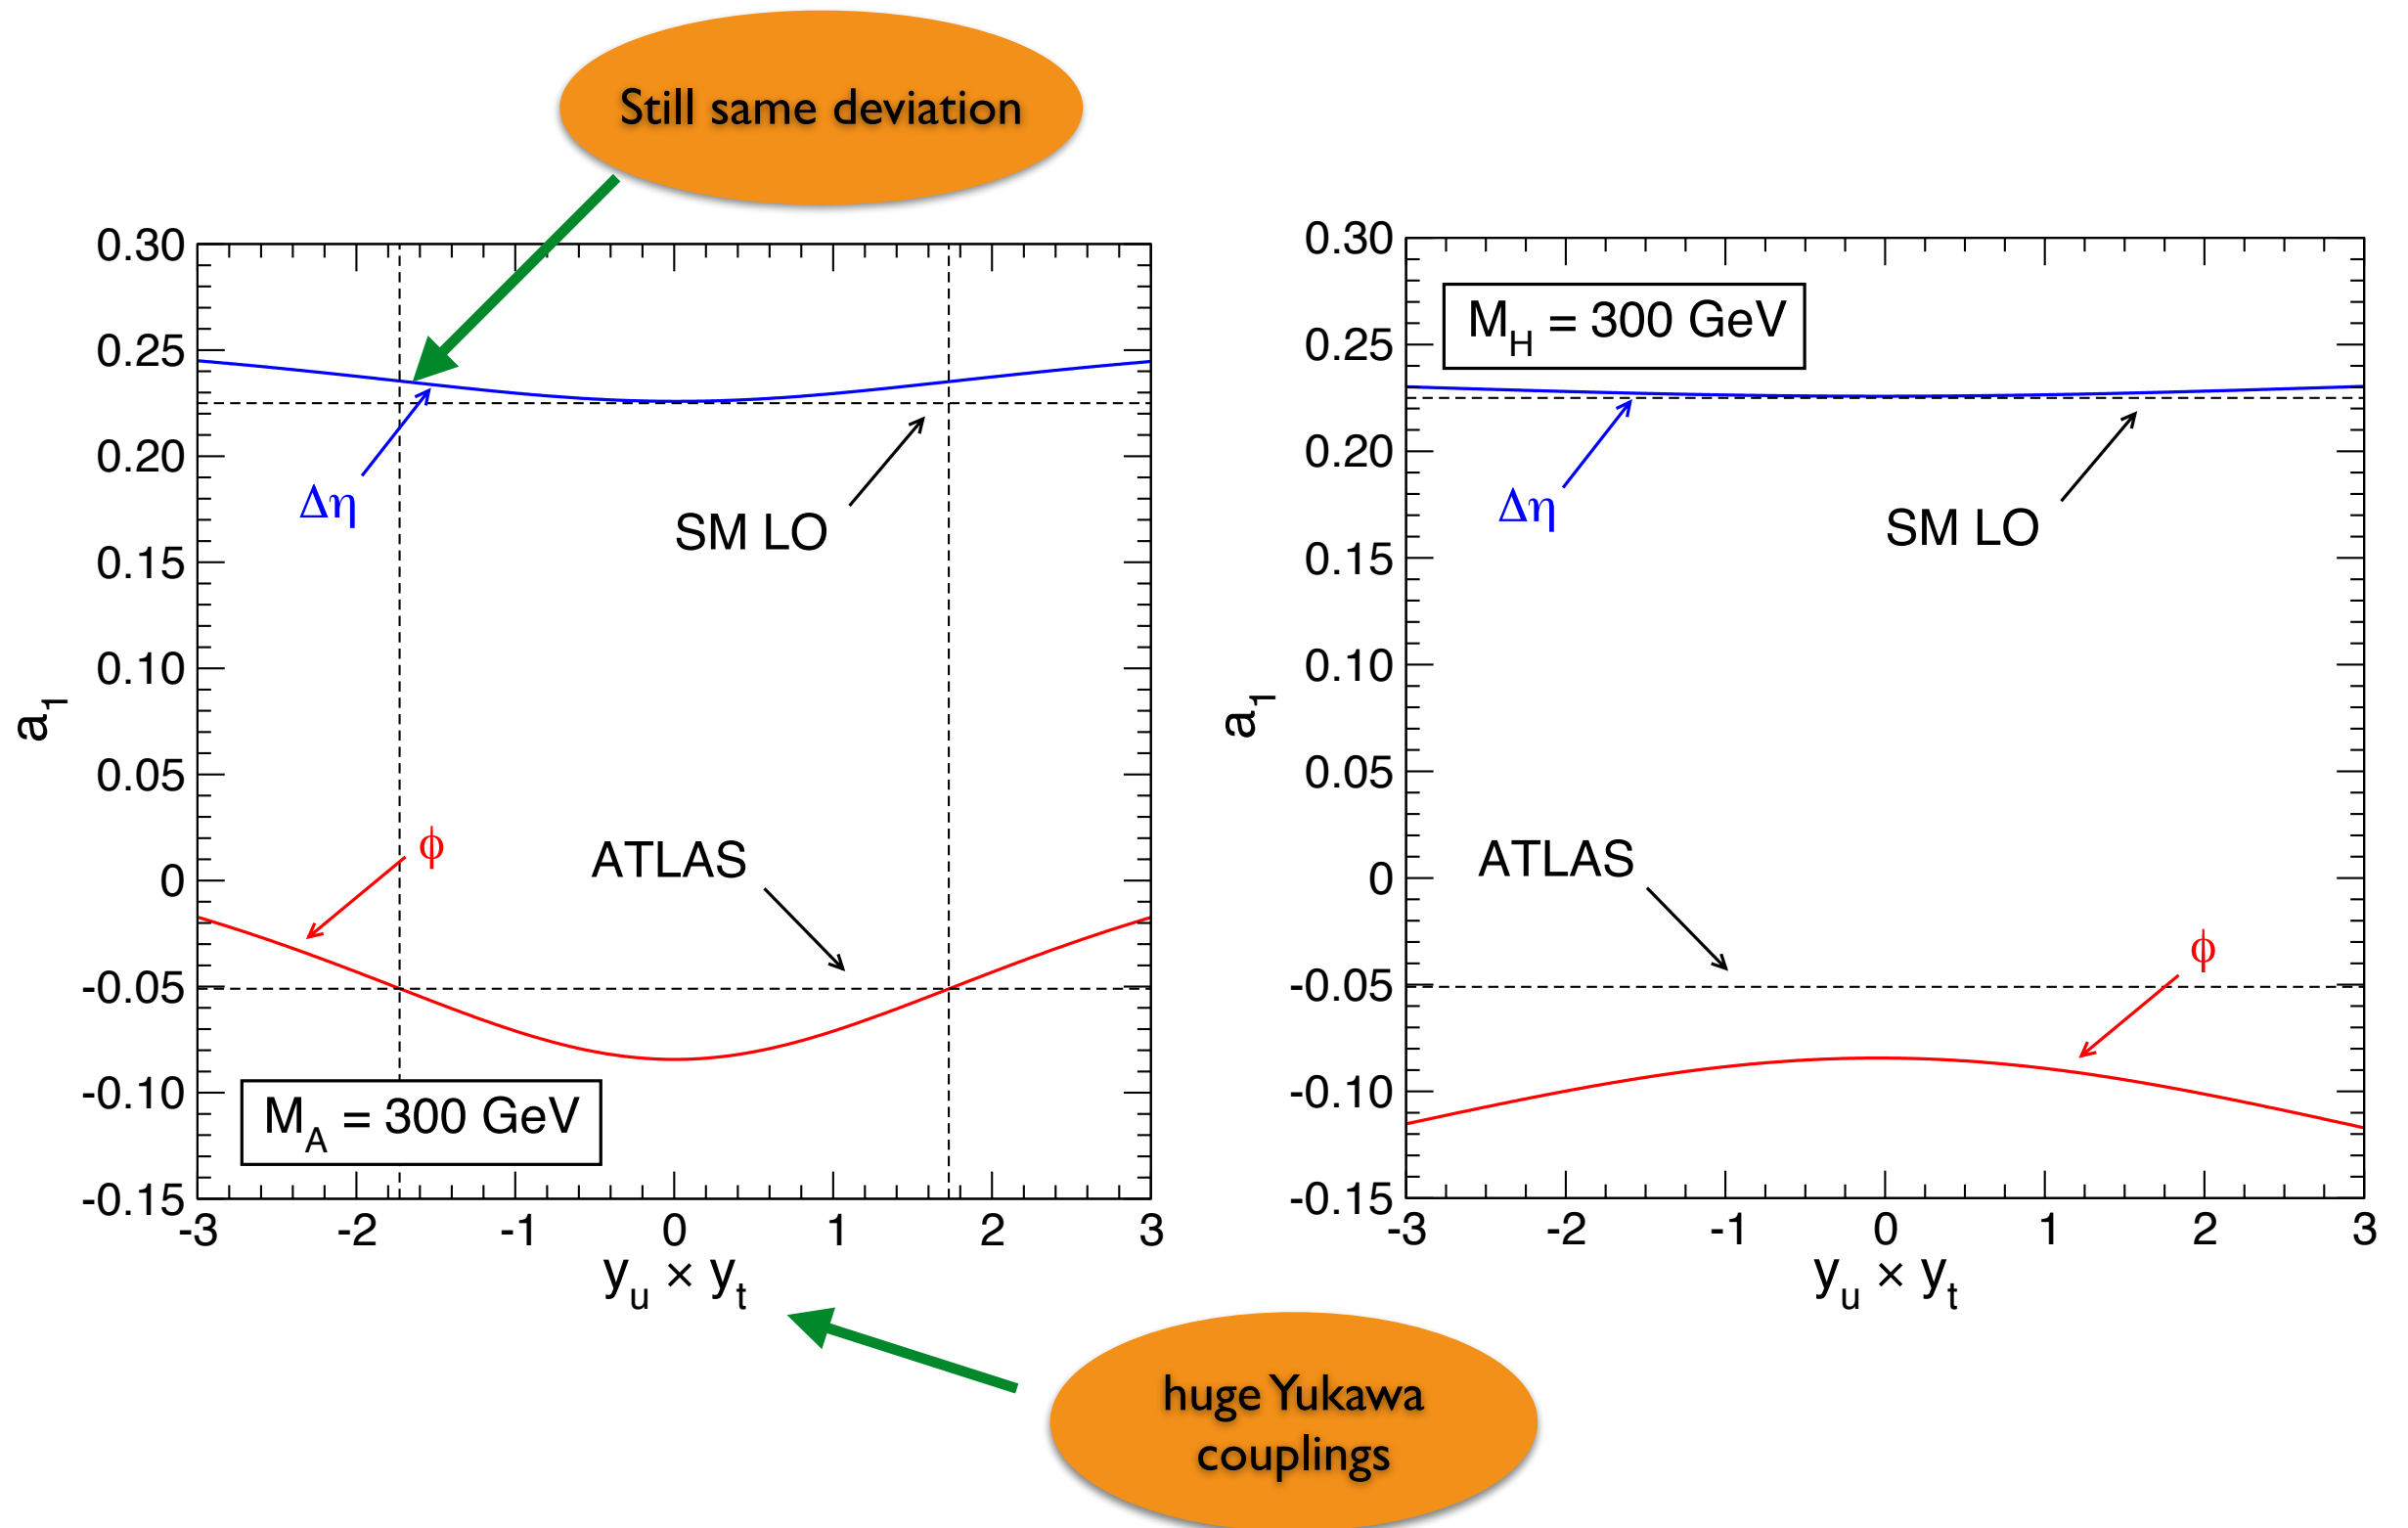 Still same deviation
0.30
0.25
0.20
0.15
0.10
0.05
0
-0.05
-0.10
-0.15
a1
Δη
SM LO
ϕ
ATLAS
MA = 300 GeV
-3 -2 -1 0 1 2 3
yu × yt
0.30
0.25
0.20
0.15
0.10
0.05
0
-0.05
-0.10
-0.15
a1
MH = 300 GeV
Δη
SM LO
ATLAS
ϕ
-3 -2 -1 0 1 2 3
yu × yt
huge Yukawa
couplings